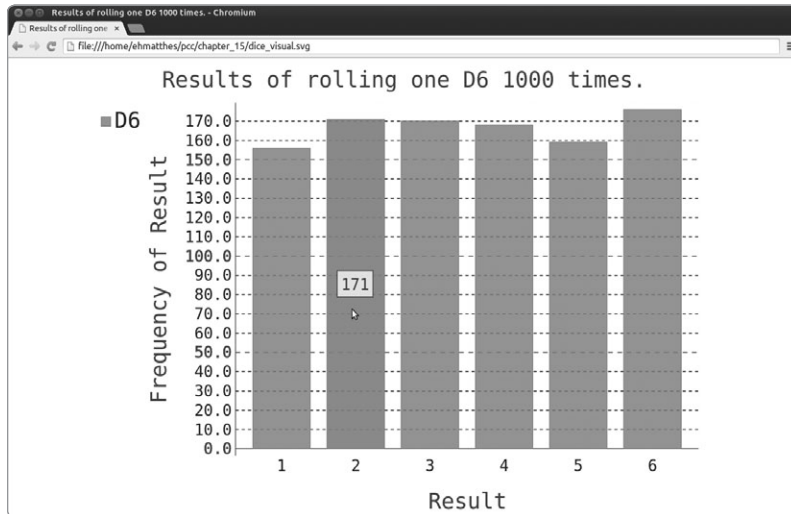 Results of rolling one D6 1000 times. - Chromium
Results of rolling one
file:///home/ehmatthes/pcc/chapter_15/dice_visual.svg
Results of rolling one D6 1000 times.
D6
Frequency of Result
170.0
160.0
150.0
140.0
130.0
120.0
110.0
100.0
90.0
80.0
70.0
60.0
50.0
40.0
30.0
20.0
10.0
0.0
171
1 2 3 4 5 6
Result